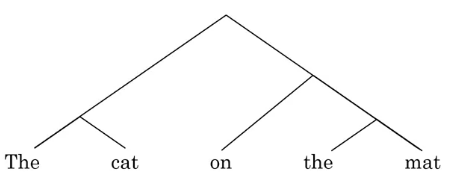 The cat on the mat